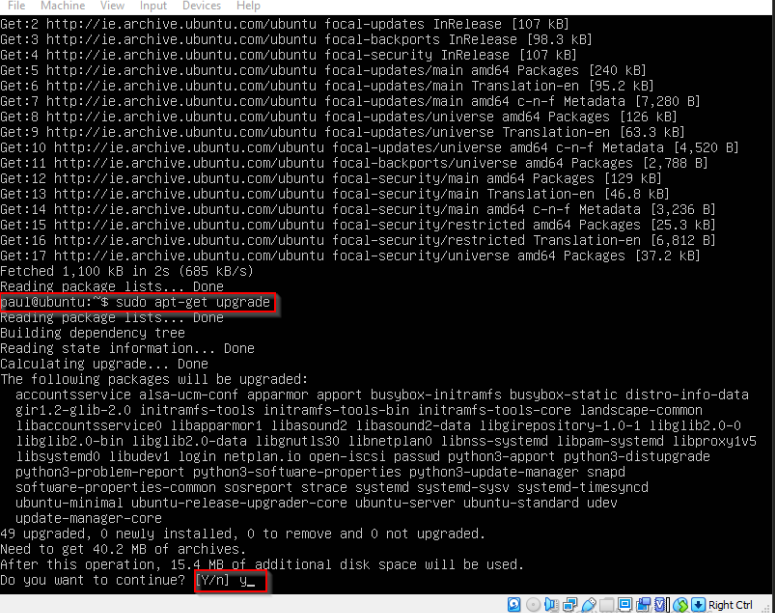 File Machine View Input Devices Help
Get:2 http://ie.archive.ubuntu.com/ubuntu focal-updates InRelease [107 kB]
Get:3 http://ie.archive.ubuntu.com/ubuntu focal-backports InRelease [98.3 kB]
Get:4 http://ie.archive.ubuntu.com/ubuntu focal-security InRelease [107 kB]
Get:5 http://ie.archive.ubuntu.com/ubuntu focal-updates/main amd64 Packages [240 kB]
Get:6 http://ie.archive.ubuntu.com/ubuntu focal-updates/main Translation-en [95.2 kB]
Get:7 http://ie.archive.ubuntu.com/ubuntu focal-updates/main amd64 c-n-f Metadata [7,280 B]
Get:8 http://ie.archive.ubuntu.com/ubuntu focal-updates/universe amd64 Packages [126 kB]
Get:9 http://ie.archive.ubuntu.com/ubuntu focal-updates/universe Translation-en [63.3 kB]
Get:10 http://ie.archive.ubuntu.com/ubuntu focal-updates/universe amd64 c-n-f Metadata [4,520 B]
Get:11 http://ie.archive.ubuntu.com/ubuntu focal-backports/universe amd64 Packages [2,788 B]
Get:12 http://ie.archive.ubuntu.com/ubuntu focal-security/main amd64 Packages [129 kB]
Get:13 http://ie.archive.ubuntu.com/ubuntu focal-security/main Translation-en [46.8 kB]
Get:14 http://ie.archive.ubuntu.com/ubuntu focal-security/main amd64 c-n-f Metadata [3,236 B]
Get:15 http://ie.archive.ubuntu.com/ubuntu focal-security/restricted amd64 Packages [25.3 kB]
Get:16 http://ie.archive.ubuntu.com/ubuntu focal-security/restricted Translation-en [6,812 B]
Get:17 http://ie.archive.ubuntu.com/ubuntu focal-security/universe amd64 Packages [37.2 kB]
Fetched 1,100 kB in 2s (685 kB/s)
Reading package lists... Done
paul@ubuntu:~$ sudo apt-get upgrade
Reading package lists... Done
Building dependency tree
Reading state information... Done
Calculating upgrade... Done
The following packages will be upgraded:
accountsservice alsa-ucm-conf apparmor apport busybox-initramfs busybox-static distro-info-data
gir1.2-glib-2.0 initramfs-tools initramfs-tools-bin initramfs-tools-core landscape-common
libaccountsservice0 libapparmor1 libasound2 libasound2-data libgirepository-1.0-1 libglib2.0-0
libglib2.0-bin libglib2.0-data libgnutls30 libnetplan0 libnss-systemd libpam-systemd libproxy1v5
libsystemd0 libudev1 login netplan.io open-iscsi passwd python3-apport python3-distupgrade
python3-problem-report python3-software-properties python3-update-manager snapd
software-properties-common sosreport strace systemd systemd-sysv systemd-timesyncd
ubuntu-minimal ubuntu-release-upgrader-core ubuntu-server ubuntu-standard udev
update-manager-core
49 upgraded, 0 newly installed, 0 to remove and 0 not upgraded.
Need to get 40.2 MB of archives.
After this operation, 15.4 MB of additional disk space will be used.
Do you want to continue? [Y/n] y_
Right Ctrl